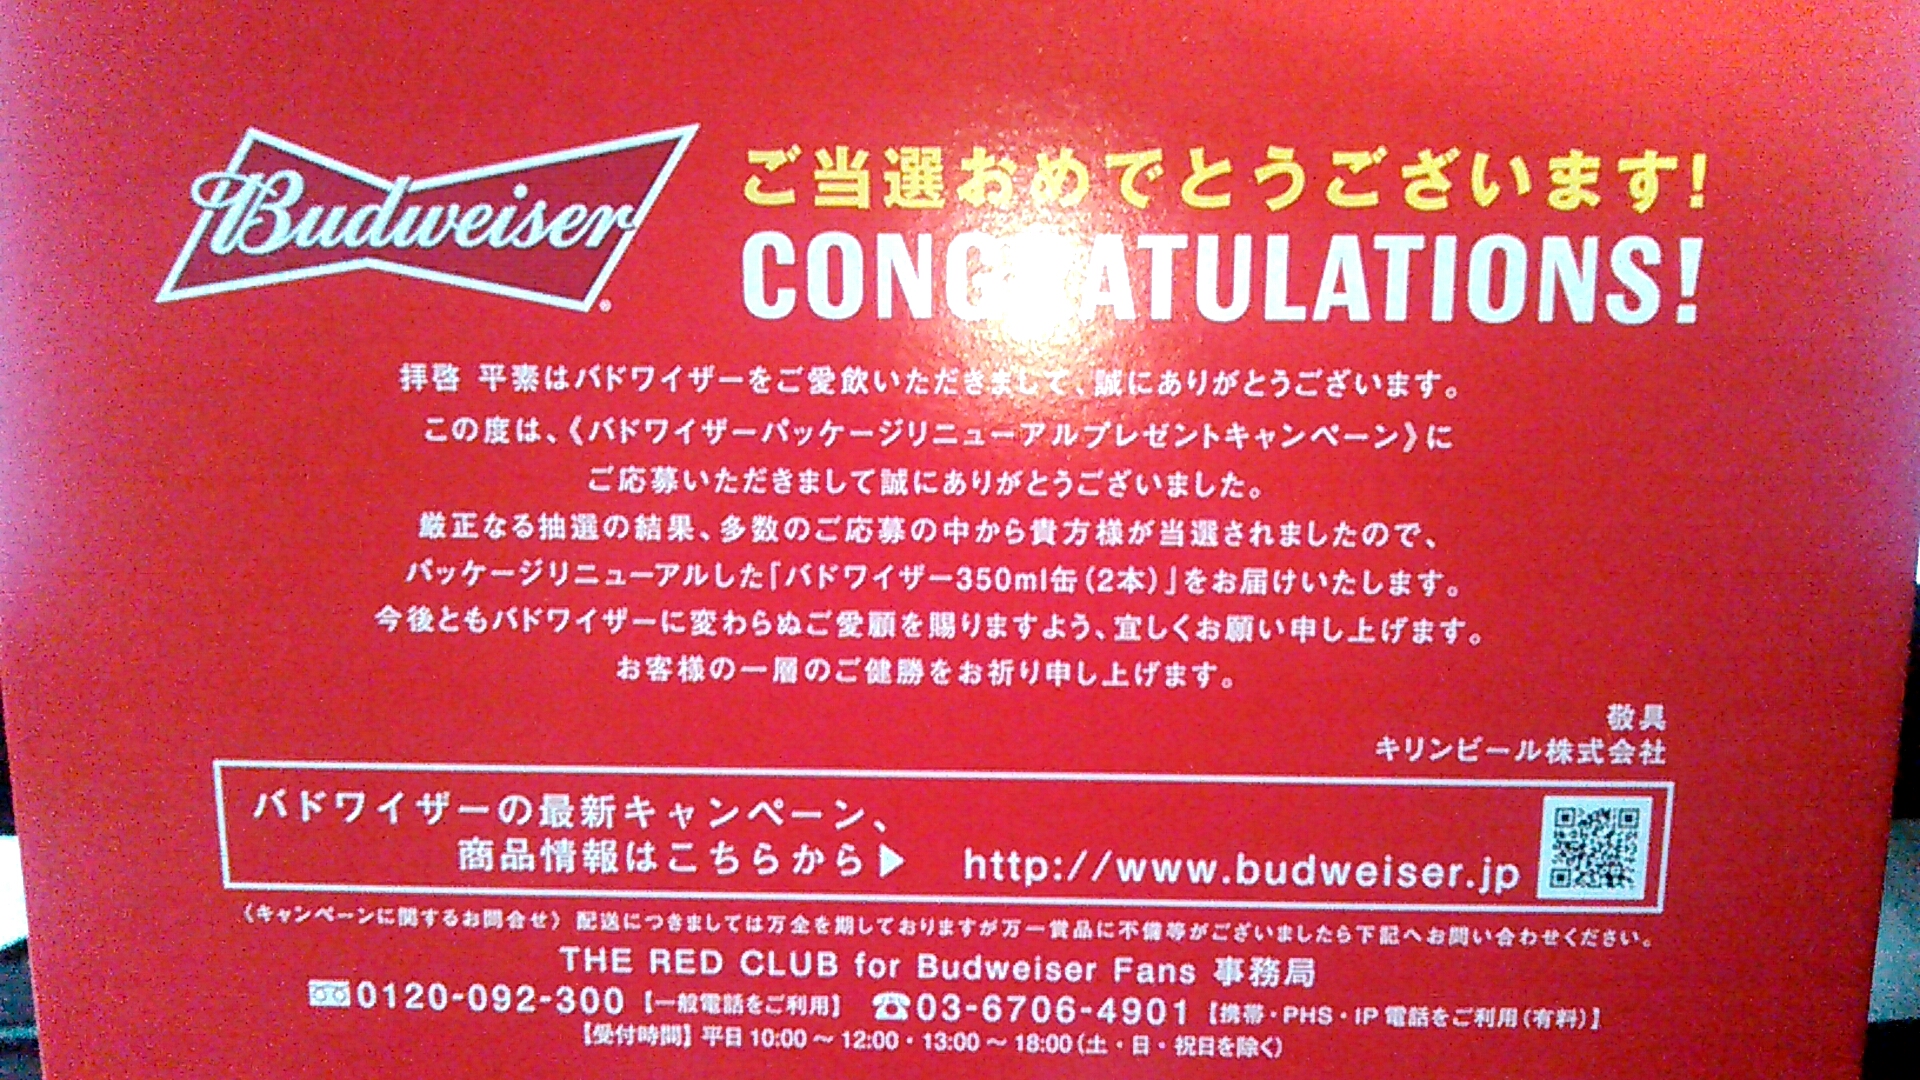 Budweiser
ご当選おめでとうございます!
CONGRATULATIONS!
拝啓 平素はバドワイザーをご愛飲いただきまして、誠にありがとうございます。
この度は、《バドワイザーパッケージリニューアルプレゼントキャンペーン》に
ご応募いただきまして誠にありがとうございました。
厳正なる抽選の結果、多数のご応募の中から貴方様が当選されましたので、
パッケージリニューアルした「バドワイザー350ml缶(2本)」をお届けいたします。
今後ともバドワイザーに変わらぬご愛顧を賜りますよう、宜しくお願い申し上げます。
お客様の一層のご健勝をお祈り申し上げます。
敬具
キリンビール株式会社
バドワイザーの最新キャンペーン、
商品情報はこちらから▶ http://www.budweiser.jp
〈キャンペーンに関するお問合せ〉配送につきましては万全を期しておりますが万一賞品に不備等がございましたら下記へお問い合わせください。
THE RED CLUB for Budweiser Fans 事務局
0120-092-300【一般電話をご利用】 ☎03-6706-4901【携帯・PHS・IP電話をご利用(有料)】
【受付時間】平日10:00～12:00・13:00～18:00(土・日・祝日を除く)